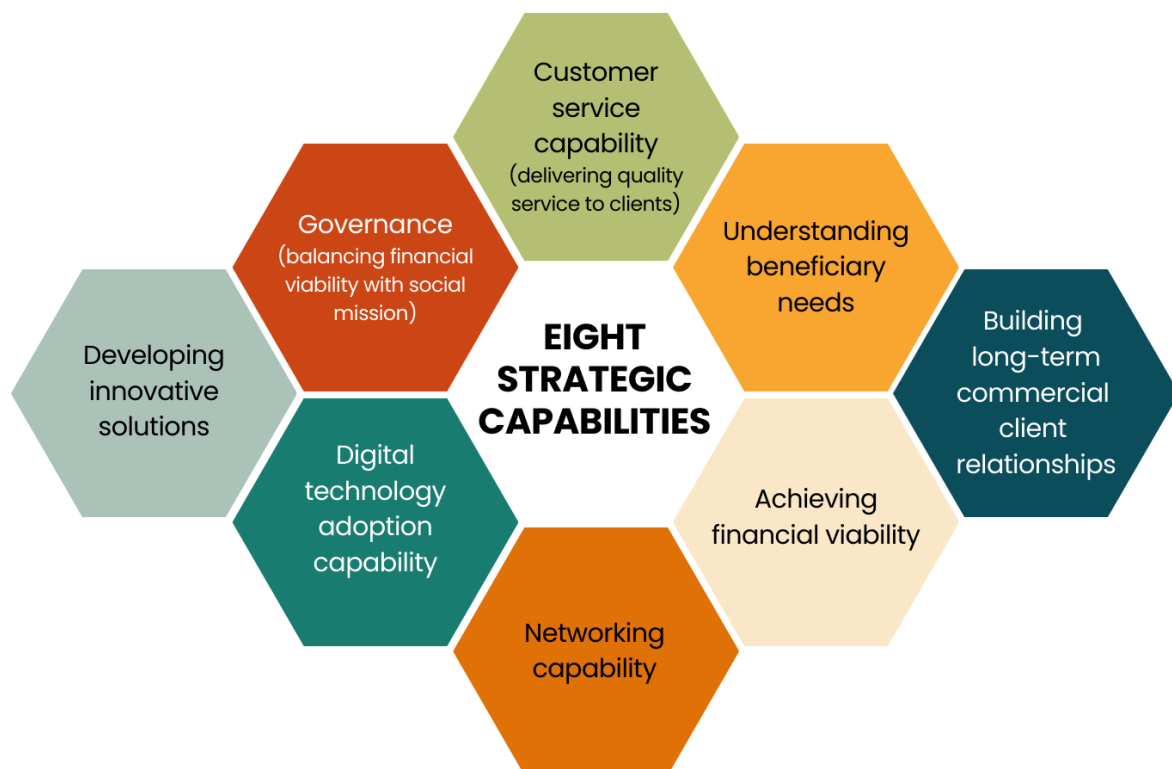 Customer
service
capability
(delivering quality
service to clients)
Governance
(balancing financial
viability with social
mission)
Understanding
beneficiary
needs
Developing
innovative
solutions
EIGHT
STRATEGIC
CAPABILITIES
Building
long-term
commercial
client
relationships
Digital
technology
adoption
capability
Achieving
financial viability
Networking
capability